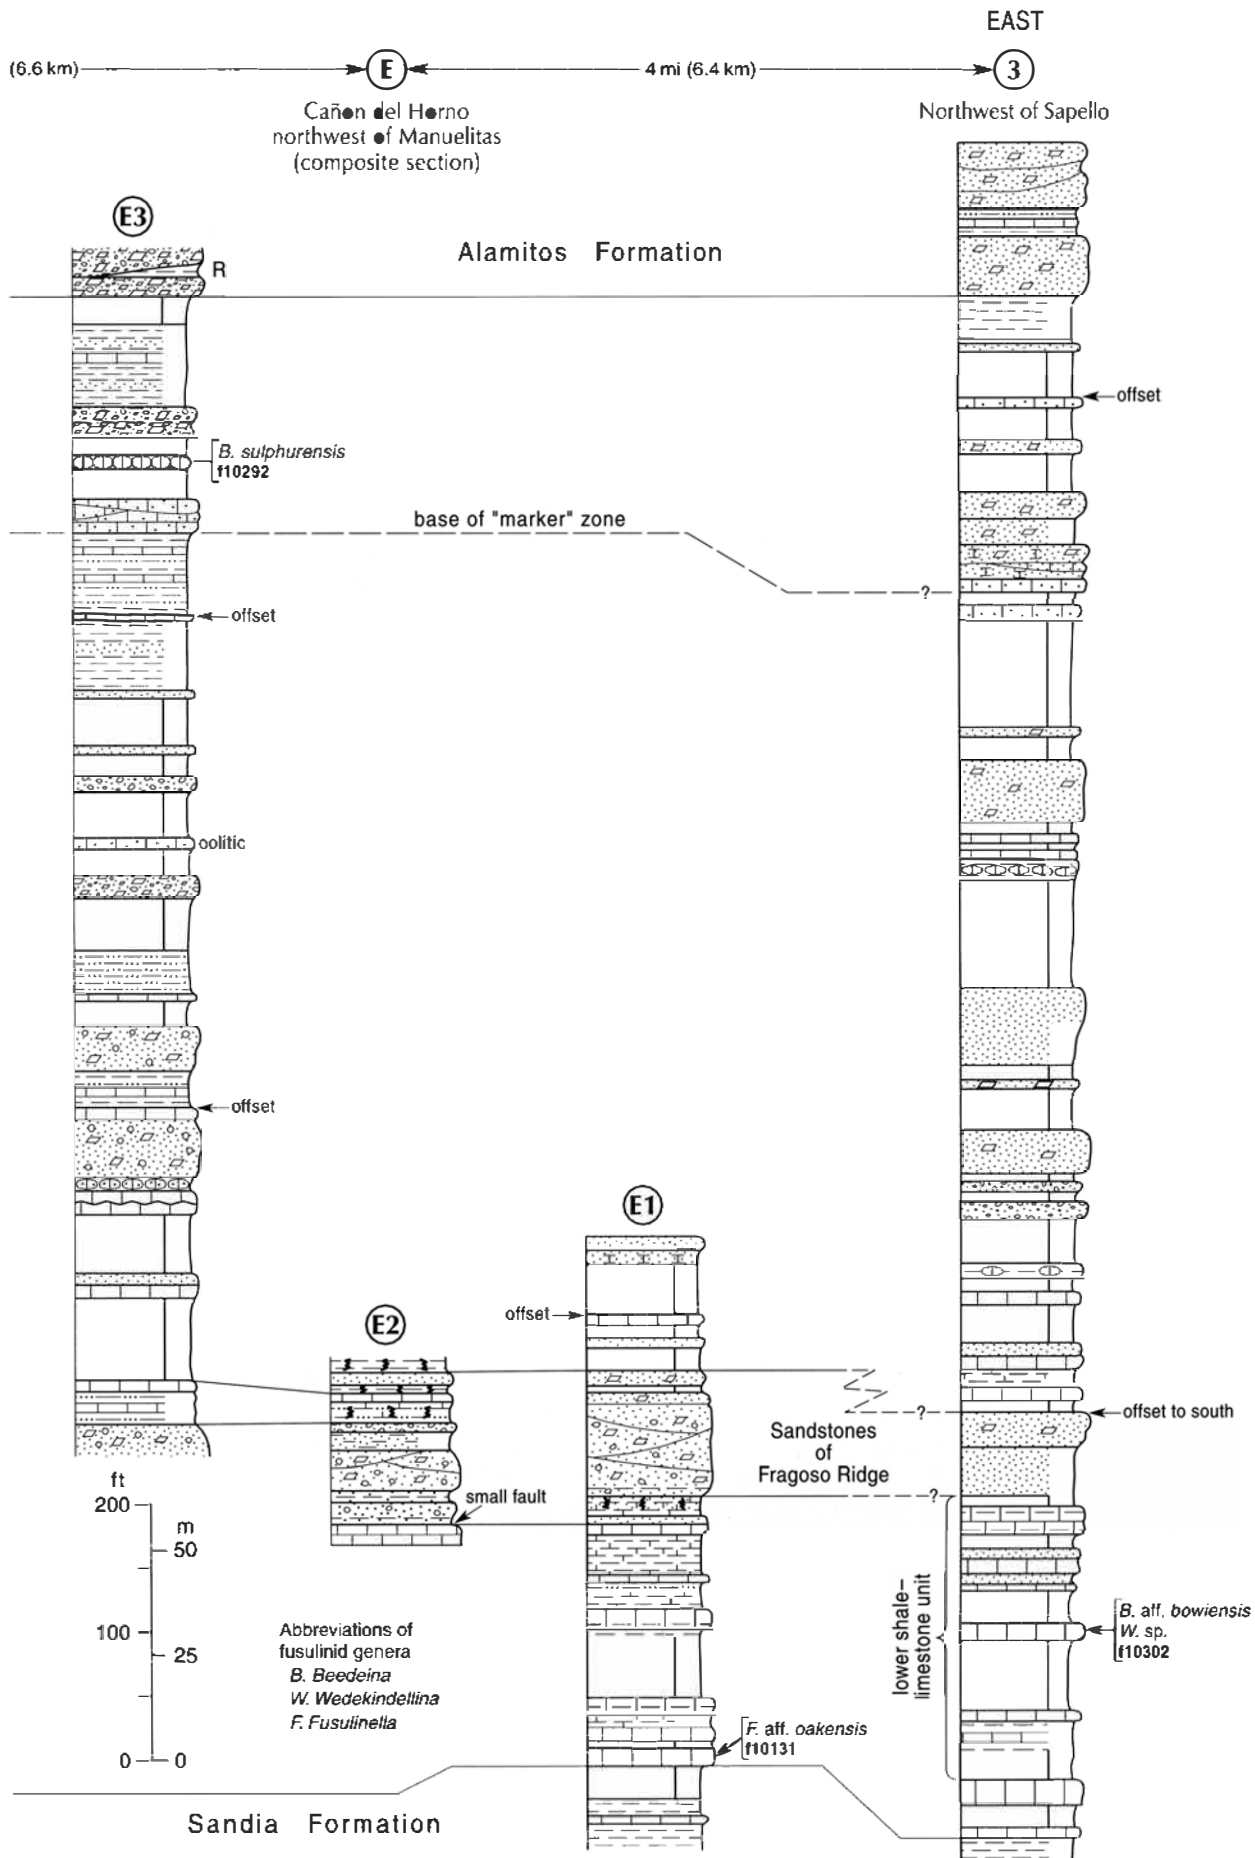 EAST
(6.6 km)
E
4 mi (6.4 km)
3
Cañon del Horno
northwest of Manuelitas
(composite section)
Northwest of Sapello
E3
Alamitos Formation
R
offset
B. sulphurensis
f10292
base of "marker" zone
?
offset
oolitic
offset
E1
E2
offset
?
offset to south
Sandstones
of
Fragoso Ridge
?
small fault
ft
200
m
50
100
25
0
0
lower shale–
limestone unit
B. aff. bowiensis
W. sp.
f10302
Abbreviations of
fusulinid genera
B. Beedeina
W. Wedekindellina
F. Fusulinella
F. aff. oakensis
f10131
Sandia Formation